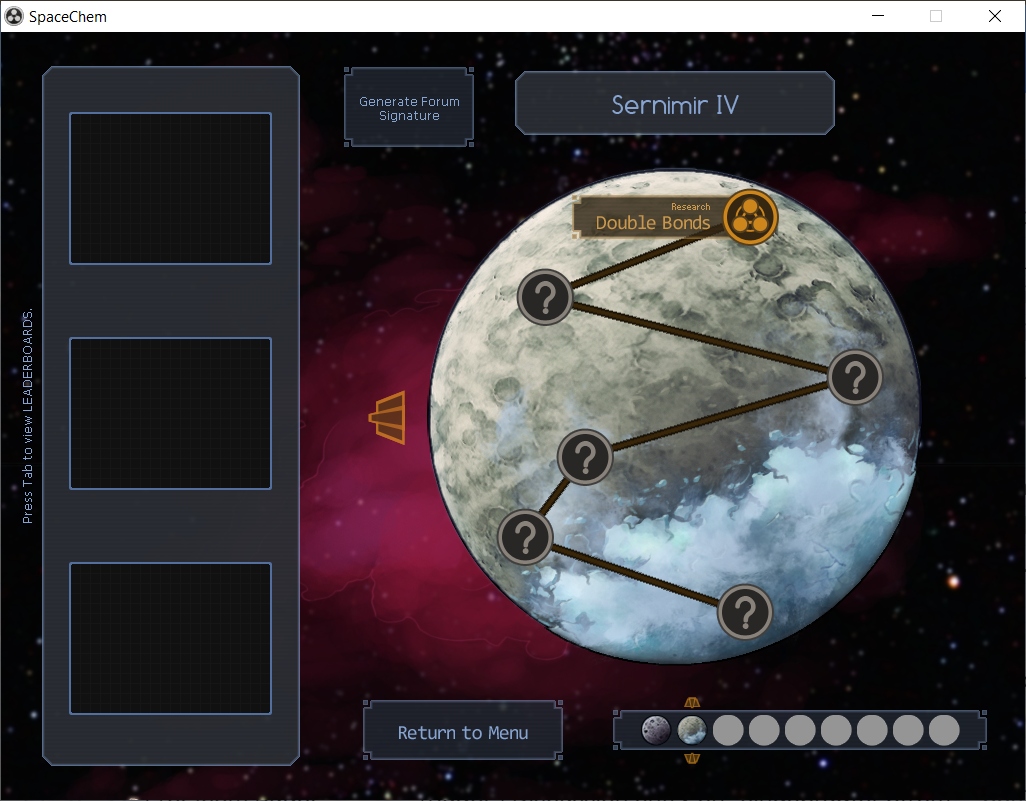 SpaceChem
Generate Forum
Signature
Sernimir IV
Research
Double Bonds
?
?
?
?
?
Press Tab to view LEADERBOARDS.
Return to Menu